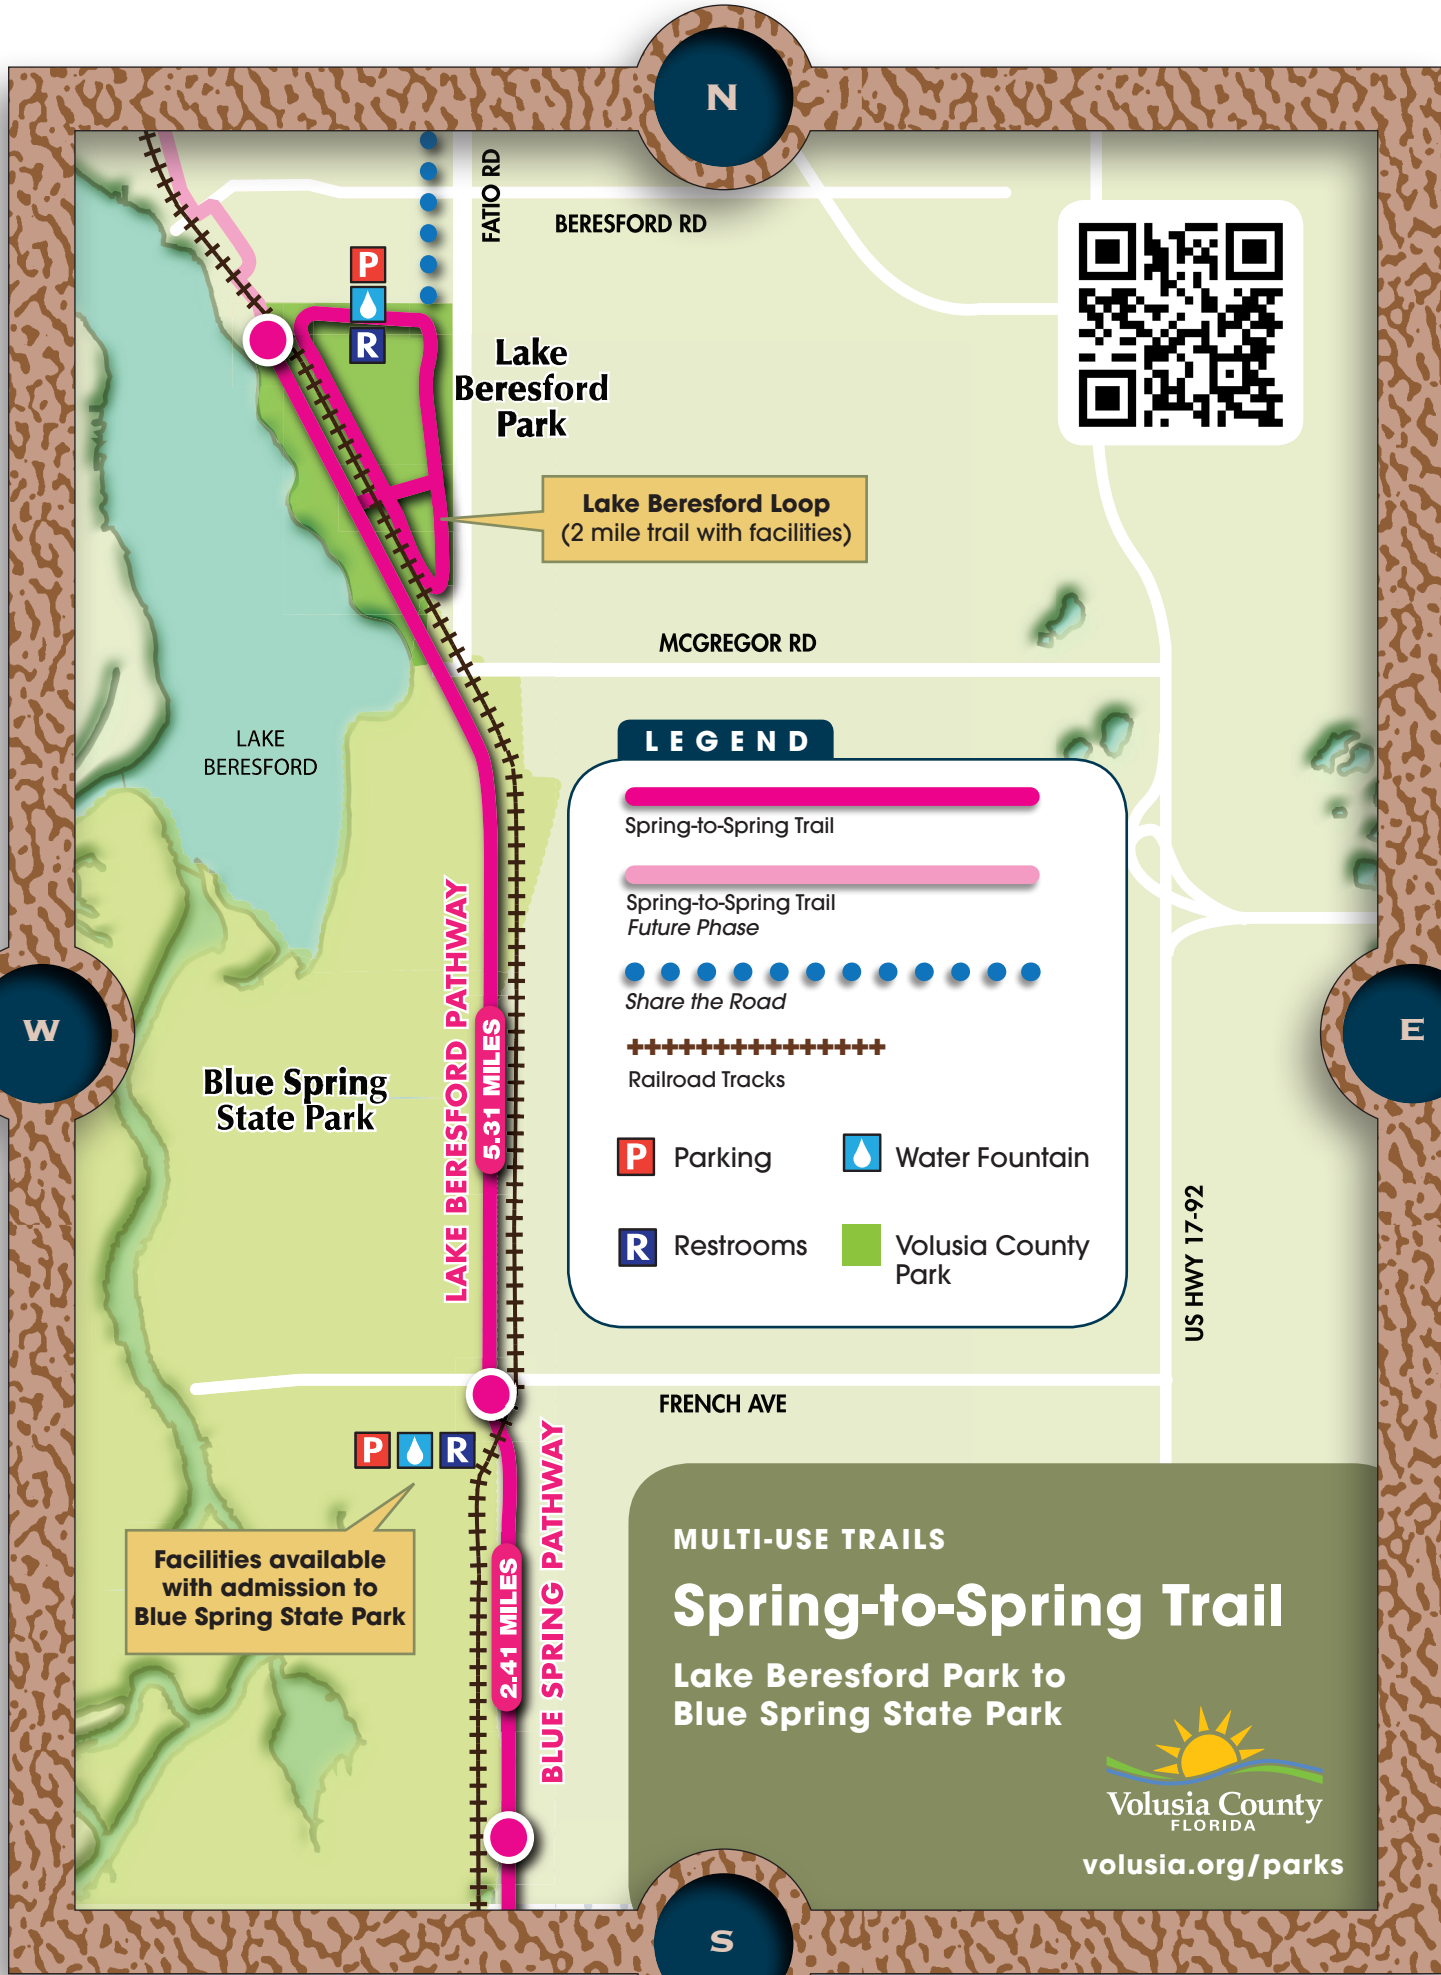 N
FATIO RD
BERESFORD RD
P
R
Lake
Beresford
Park
Lake Beresford Loop
(2 mile trail with facilities)
MCGREGOR RD
LAKE
BERESFORD
LEGEND
Spring-to-Spring Trail
Spring-to-Spring Trail
Future Phase
Share the Road
Railroad Tracks
P Parking
Water Fountain
R Restrooms
Volusia County
Park
W
E
LAKE BERESFORD PATHWAY
5.31 MILES
Blue Spring
State Park
US HWY 17-92
FRENCH AVE
P R
Facilities available
with admission to
Blue Spring State Park
2.41 MILES
BLUE SPRING PATHWAY
MULTI-USE TRAILS
Spring-to-Spring Trail
Lake Beresford Park to
Blue Spring State Park
Volusia County
FLORIDA
volusia.org/parks
S